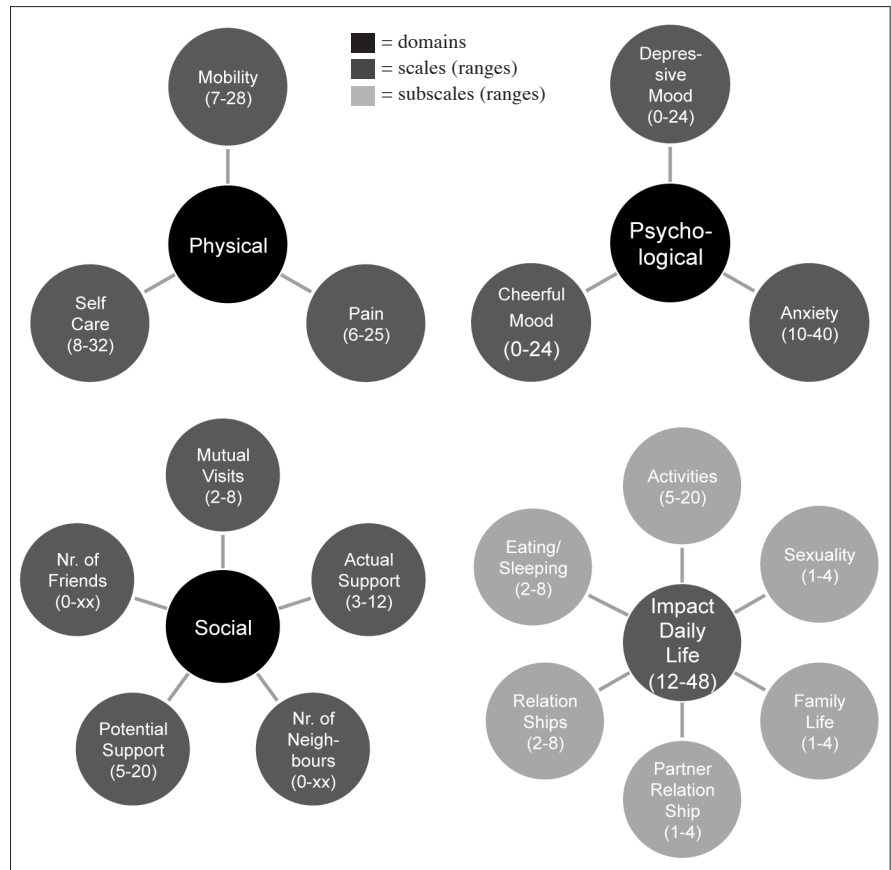 = domains
= scales (ranges)
= subscales (ranges)
Mobility
(7-28)
Physical
Self
Care
(8-32)
Pain
(6-25)
Depres-
sive
Mood
(0-24)
Psycho-
logical
Cheerful
Mood
(0-24)
Anxiety
(10-40)
Mutual
Visits
(2-8)
Nr. of
Friends
(0-xx)
Actual
Support
(3-12)
Social
Potential
Support
(5-20)
Nr. of
Neigh-
bours
(0-xx)
Activities
(5-20)
Eating/
Sleeping
(2-8)
Sexuality
(1-4)
Impact
Daily
Life
(12-48)
Relation
Ships
(2-8)
Family
Life
(1-4)
Partner
Relation
Ship
(1-4)